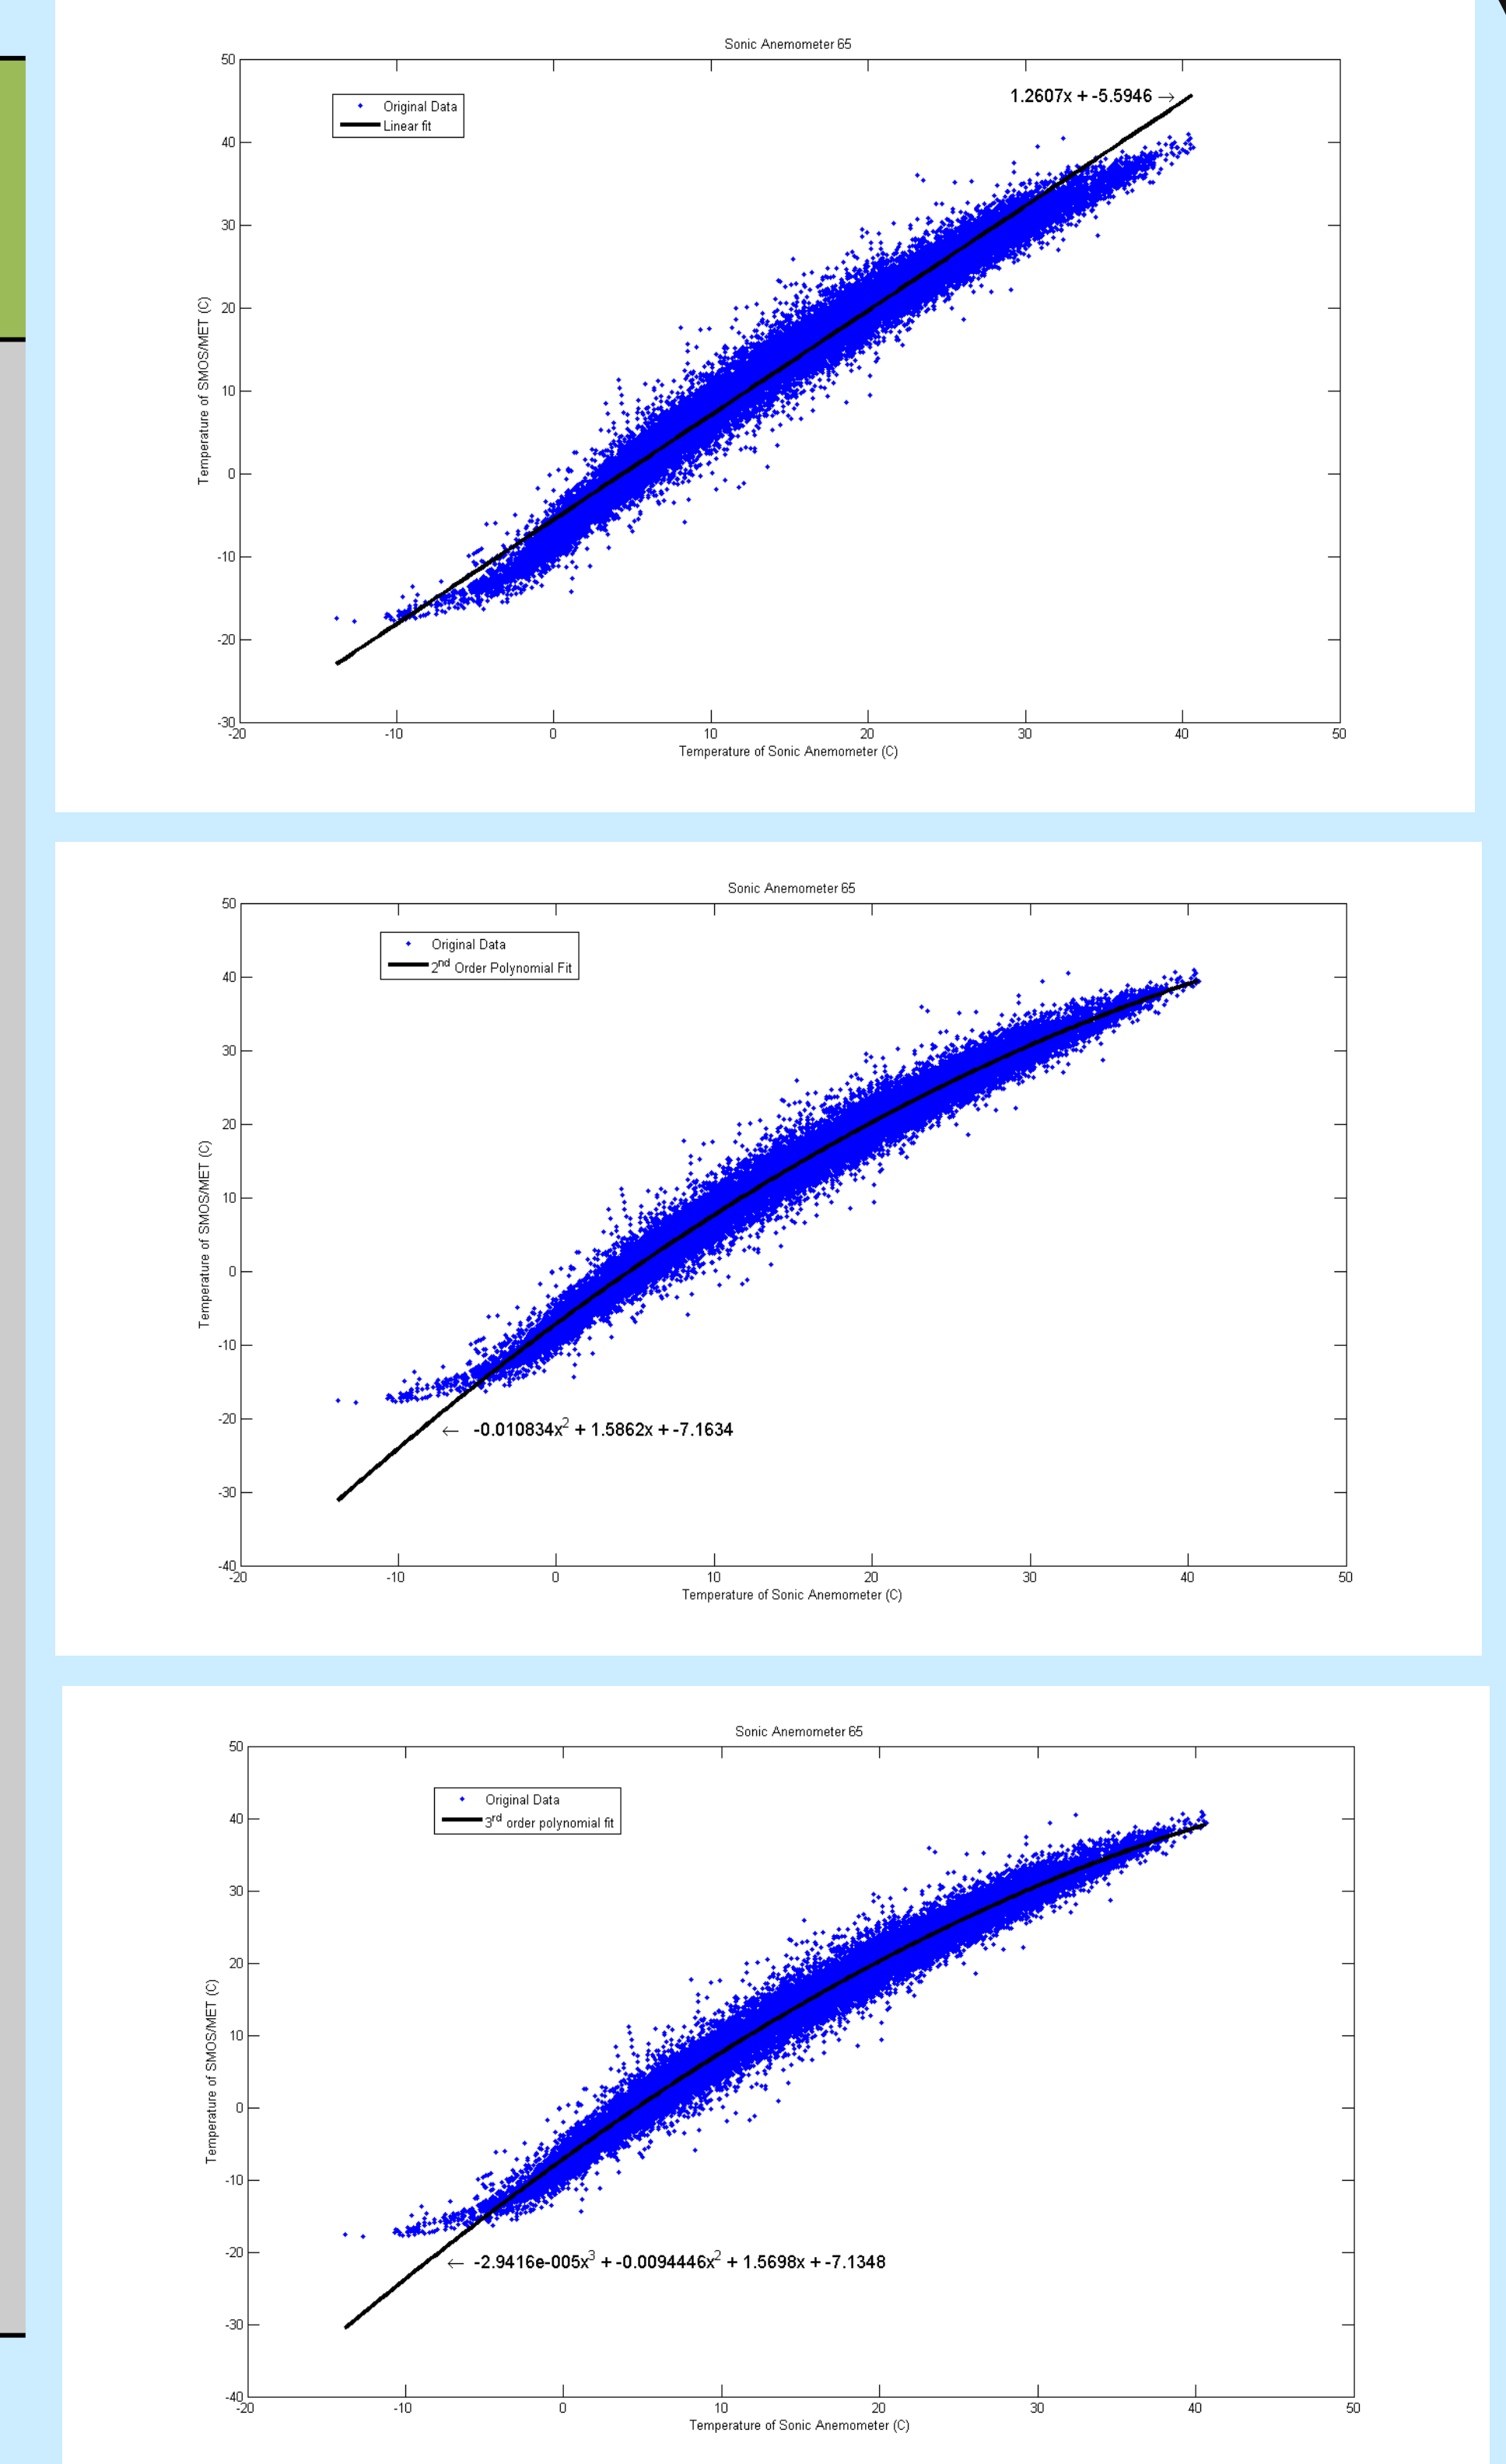 Sonic Anemometer 65
50
40
30
20
10
0
-10
-20
-30
Temperature of SMOS/MET (C)
Original Data
Linear fit
1.2607x + -5.5946 →
-20 -10 0 10 20 30 40 50
Temperature of Sonic Anemometer (C)
Sonic Anemometer 65
50
40
30
20
10
0
-10
-20
-30
-40
Temperature of SMOS/MET (C)
Original Data
2nd Order Polynomial Fit
← -0.010834x2 + 1.5862x + -7.1634
-20 -10 0 10 20 30 40 50
Temperature of Sonic Anemometer (C)
Sonic Anemometer 65
50
40
30
20
10
0
-10
-20
-30
-40
Temperature of SMOS/MET (C)
Original Data
3rd order polynomial fit
← -2.9416e-005x3 + -0.0094446x2 + 1.5698x + -7.1348
-20 -10 0 10 20 30 40 50
Temperature of Sonic Anemometer (C)